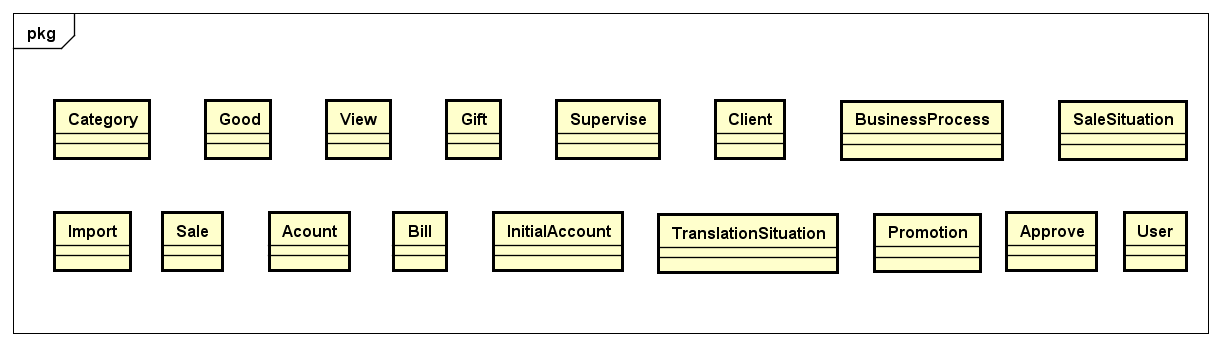 pkg
Category Good View Gift Supervise Client BusinessProcess SaleSituation
Import Sale Acount Bill InitialAccount TranslationSituation Promotion Approve User